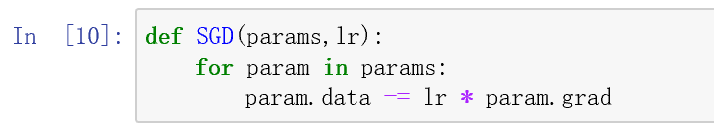 In [10]: def SGD(params,lr):
    for param in params:
        param.data -= lr * param.grad